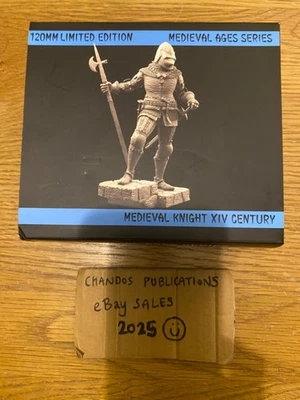 120MM LIMITED EDITION MEDIEVAL AGES SERIES
MEDIEVAL KNIGHT XIV CENTURY
CHANDOS PUBLICATIONS
eBay SALES
2025